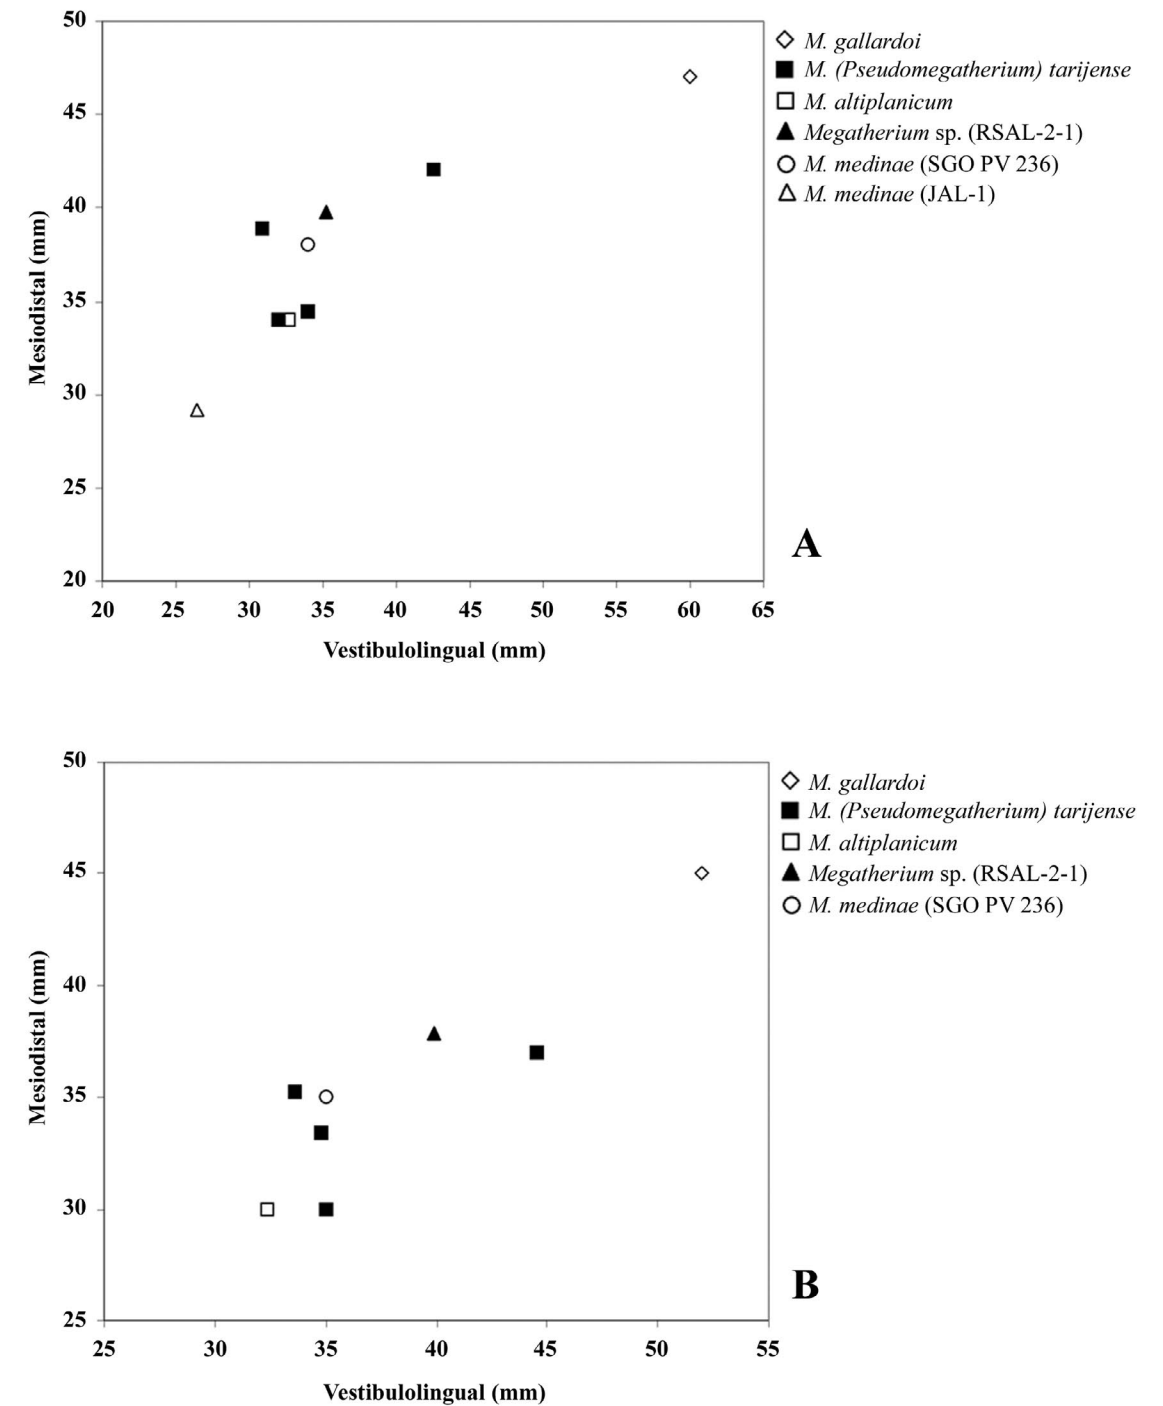 50
45
40
35
30
25
20
Mesiodistal (mm)
20 25 30 35 40 45 50 55 60 65
Vestibulolingual (mm)
M. gallardoi
M. (Pseudomegatherium) tarijense
M. altiplanicum
Megatherium sp. (RSAL-2-1)
M. medinae (SGO PV 236)
M. medinae (JAL-1)
A
50
45
40
35
30
25
Mesiodistal (mm)
25 30 35 40 45 50 55
Vestibulolingual (mm)
M. gallardoi
M. (Pseudomegatherium) tarijense
M. altiplanicum
Megatherium sp. (RSAL-2-1)
M. medinae (SGO PV 236)
B